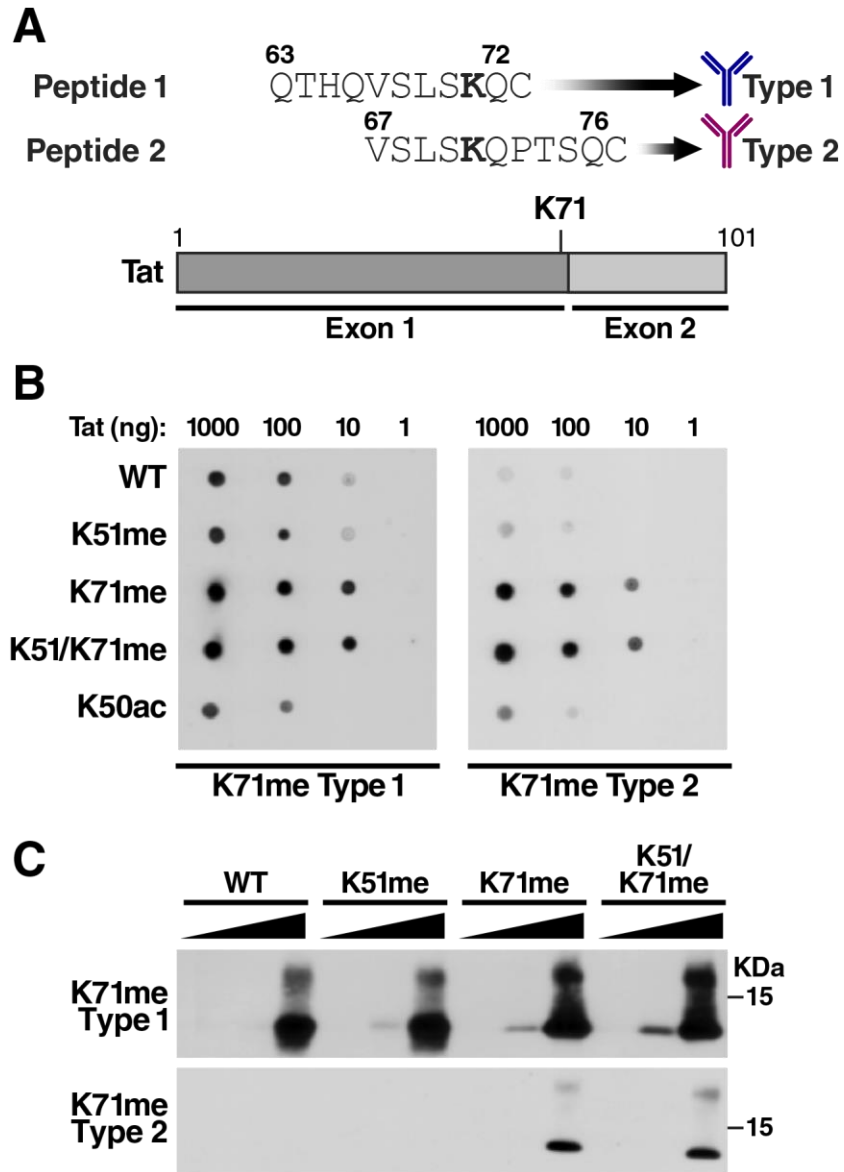 A
63 72
Peptide 1 QTHQVSLSKQC Type 1
67 76
Peptide 2 VSLSKQPTSQC Type 2
K71
1 101
Tat
Exon 1 Exon 2
B
Tat (ng): 1000 100 10 1 1000 100 10 1
WT
K51me
K71me
K51/K71me
K50ac
K71me Type 1 K71me Type 2
C
WT K51me K71me K51/
K71me
KDa
K71me
Type 1
–15
K71me
Type 2
–15